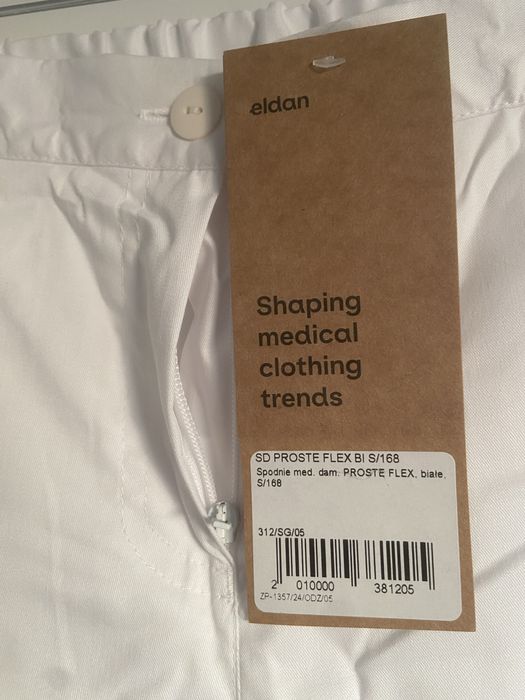 eldan
Shaping
medical
clothing
trends
SD PROSTE FLEX BI S/168
Spodnie med. dam. PROSTE FLEX, białe,
S/168
312/SG/05
2 010000 381205
ZP-1357/24/ODZ/05